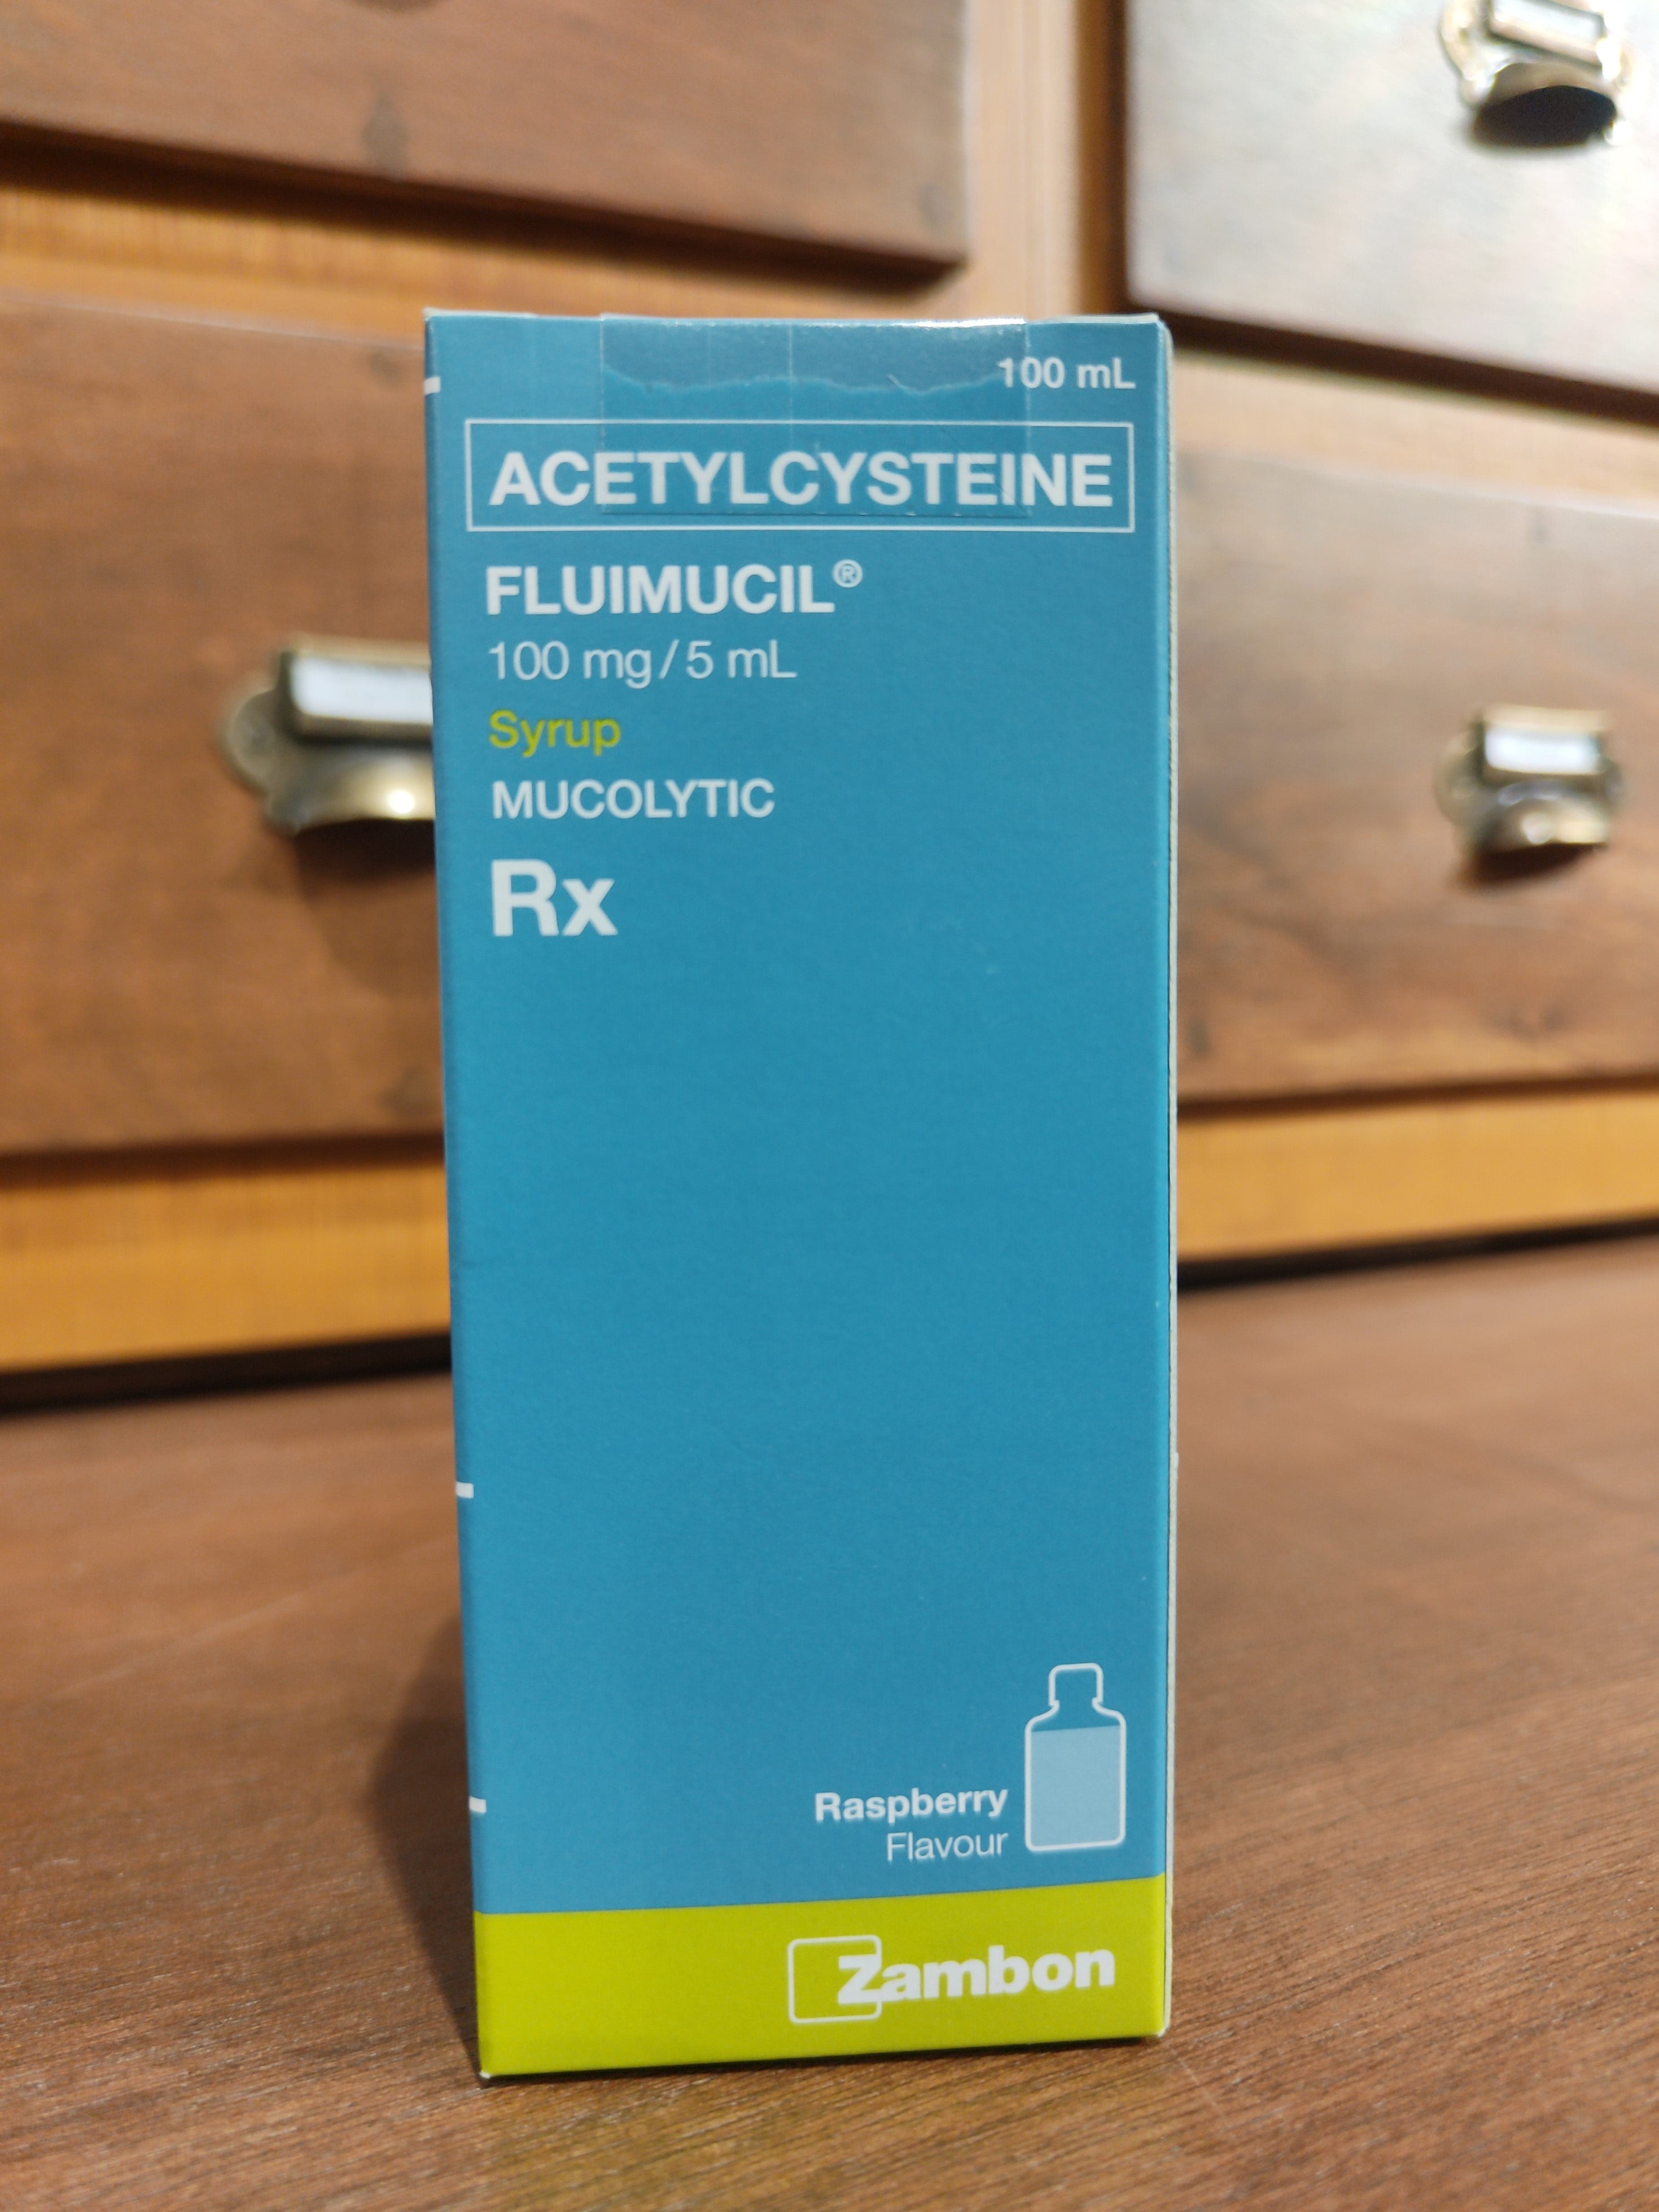 100 mL
ACETYLCYSTEINE
FLUIMUCIL®
100 mg/5 mL
Syrup
MUCOLYTIC
Rx
Raspberry
Flavour
Zambon